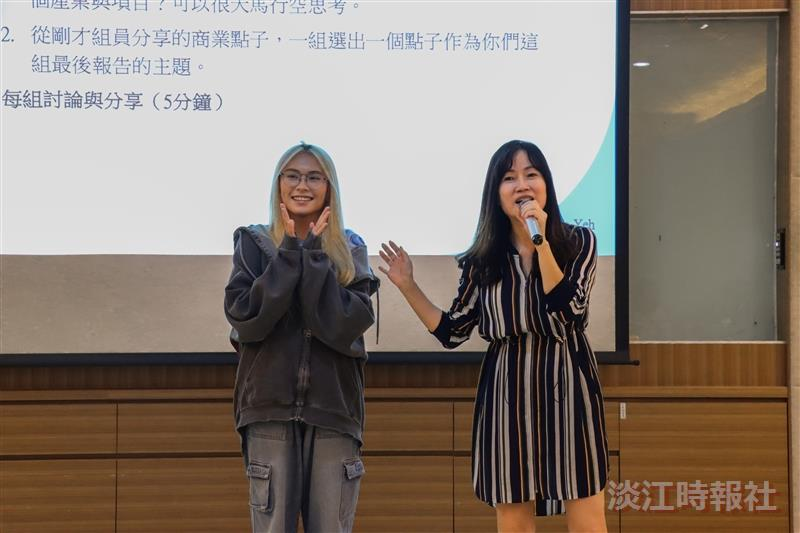 個產業與項目？可以很天馬行空思考。
2. 從剛才組員分享的商業點子，一組選出一個點子作為你們這
組最後報告的主題。
每組討論與分享（5分鐘）
Yeh
淡江時報社